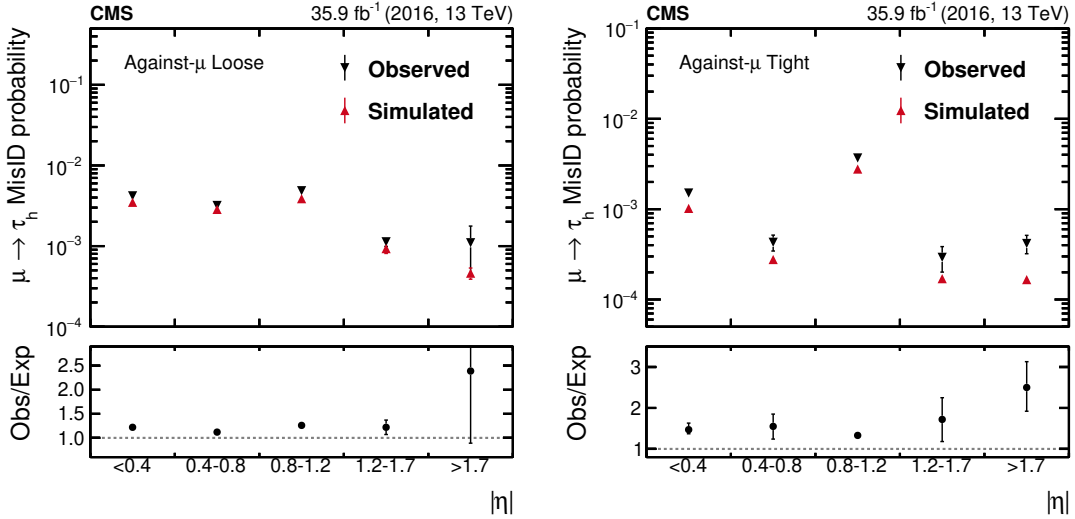 CMS 35.9 fb⁻¹ (2016, 13 TeV)
Against-μ Loose
Observed
Simulated
μ → τₕ MisID probability
10⁻¹
10⁻²
10⁻³
10⁻⁴
Obs/Exp
2.5
2.0
1.5
1.0
<0.4 0.4-0.8 0.8-1.2 1.2-1.7 >1.7
|η|
CMS 35.9 fb⁻¹ (2016, 13 TeV)
Against-μ Tight
Observed
Simulated
μ → τₕ MisID probability
10⁻¹
10⁻²
10⁻³
10⁻⁴
Obs/Exp
3
2
1
<0.4 0.4-0.8 0.8-1.2 1.2-1.7 >1.7
|η|